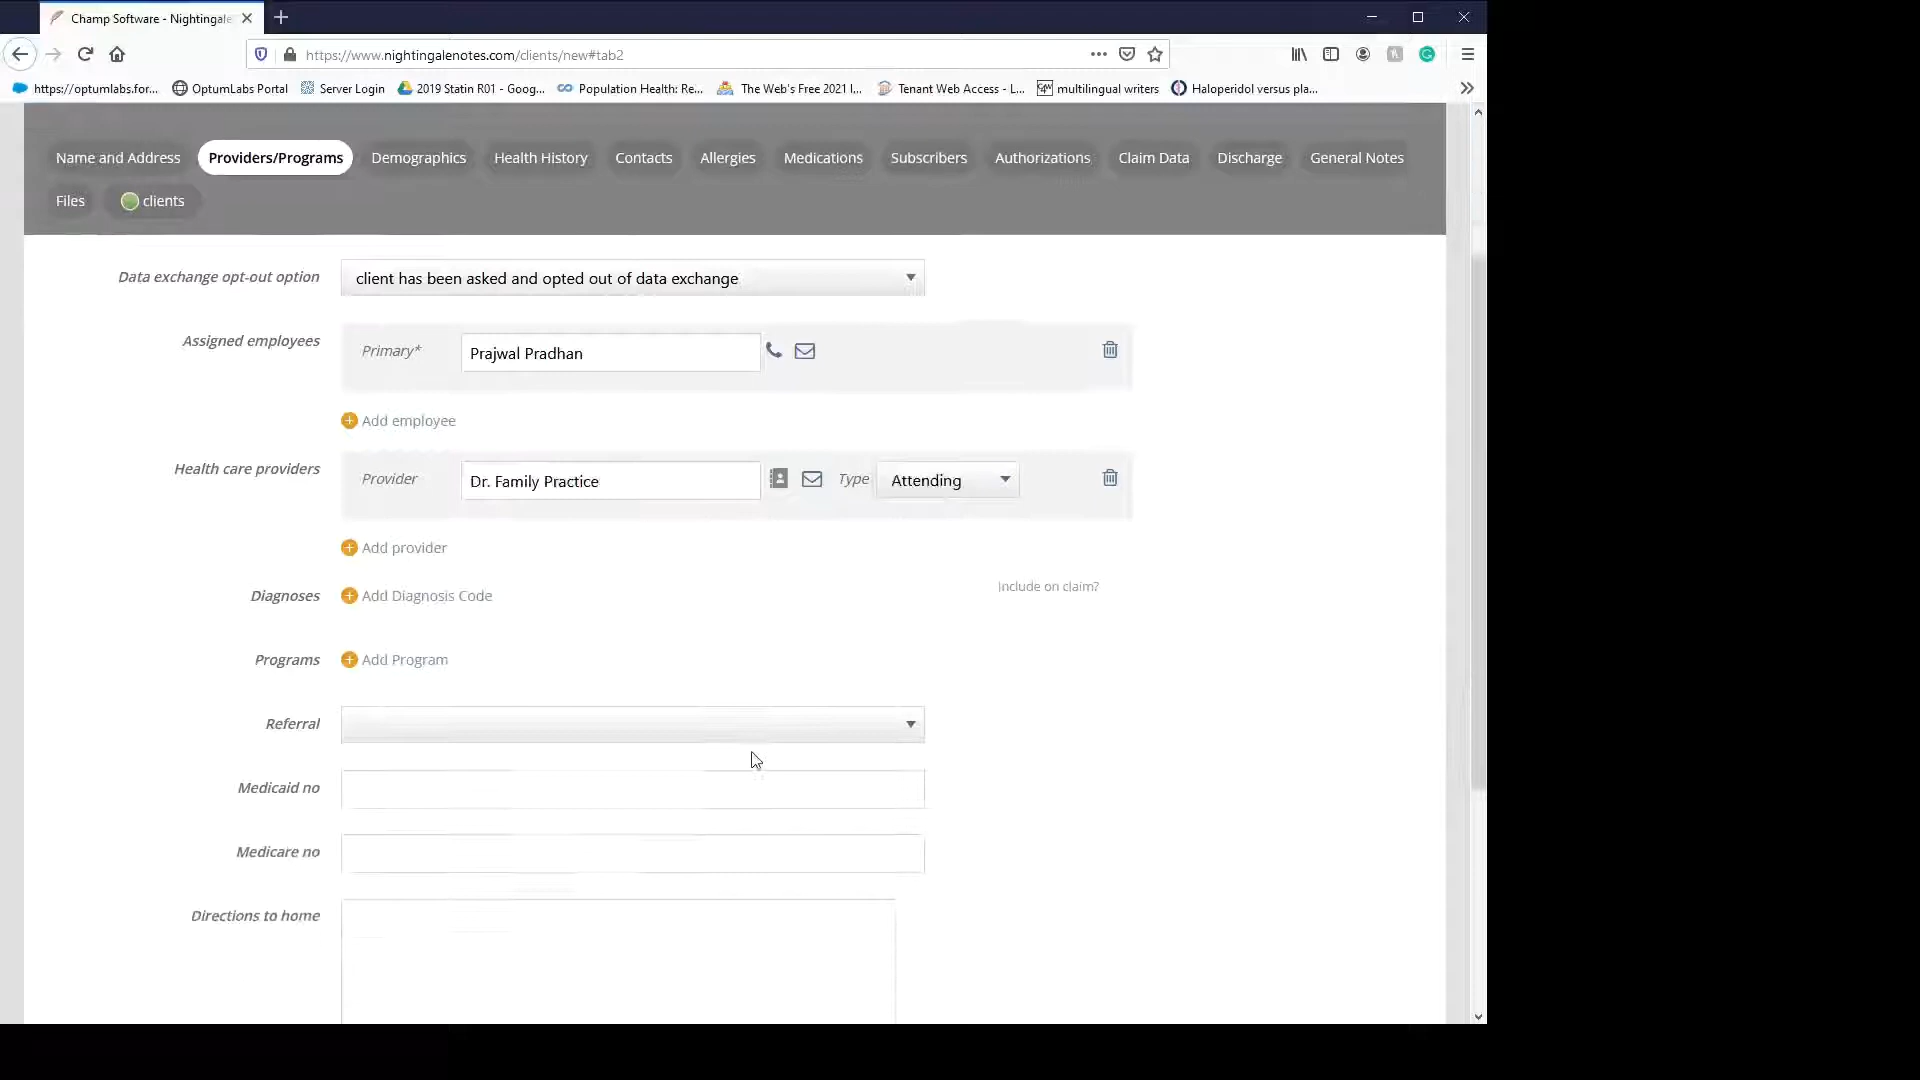 Champ Software - Nightingale
https://www.nightingalenotes.com/clients/new#tab2
https://optumlabs.for...
OptumLabs Portal
Server Login
2019 Statin R01 - Goog...
Population Health: Re...
The Web's Free 2021 I...
Tenant Web Access - L...
multilingual writers
Haloperidol versus pla...
Name and Address
Providers/Programs
Demographics
Health History
Contacts
Allergies
Medications
Subscribers
Authorizations
Claim Data
Discharge
General Notes
Files
clients
Data exchange opt-out option
client has been asked and opted out of data exchange
Assigned employees
Primary*
Prajwal Pradhan
Add employee
Health care providers
Provider
Dr. Family Practice
Type
Attending
Add provider
Include on claim?
Diagnoses
Add Diagnosis Code
Programs
Add Program
Referral
Medicaid no
Medicare no
Directions to home